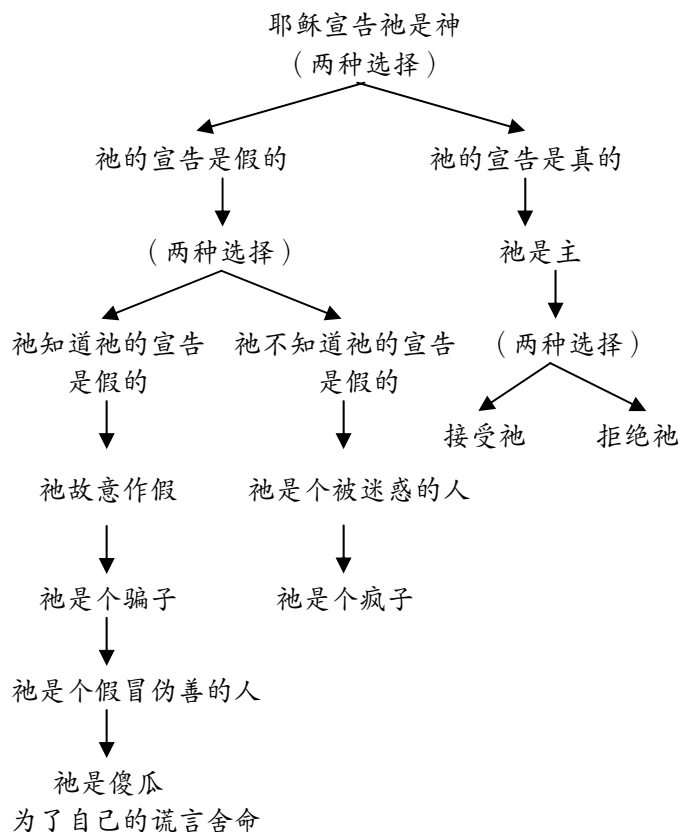 耶稣宣告祂是神
（两种选择）
祂的宣告是假的
祂的宣告是真的
（两种选择）
祂是主
祂知道祂的宣告
是假的
祂不知道祂的宣告
是假的
（两种选择）
接受祂
拒绝祂
祂故意作假
祂是个被迷惑的人
祂是个骗子
祂是个疯子
祂是个假冒伪善的人
祂是傻瓜
为了自己的谎言舍命